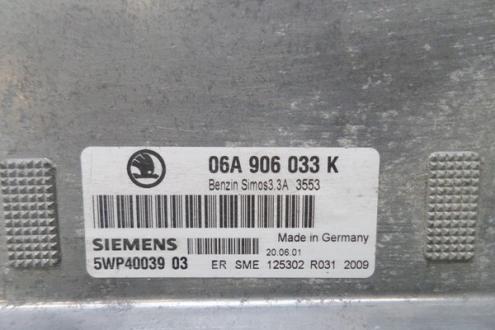 06A 906 033 K
Benzin Simos3.3A 3553
SIEMENS
Made in Germany
20.06.01
5WP40039 03
ER SME 125302 R031 2009